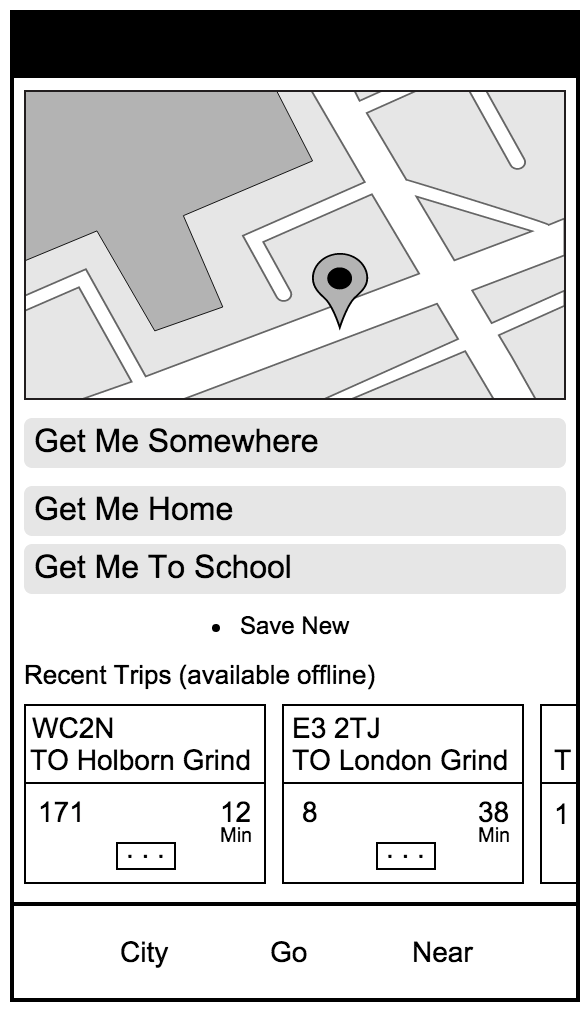 Get Me Somewhere
Get Me Home
Get Me To School
• Save New
Recent Trips (available offline)
WC2N
TO Holborn Grind
171
12
Min
. . .
E3 2TJ
TO London Grind
8
38
Min
. . .
T
1
City
Go
Near